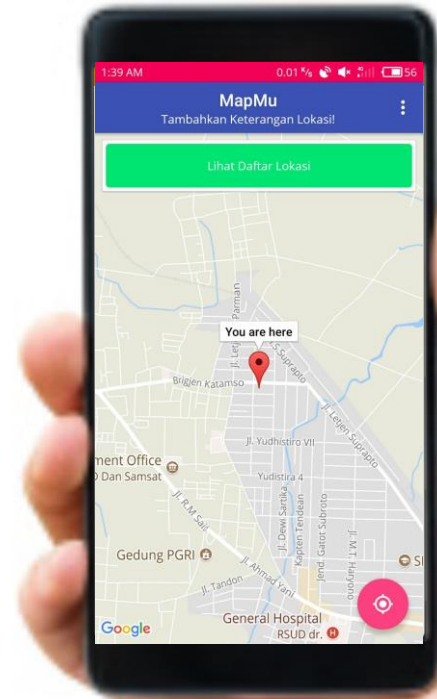 1:39 AM 0.01 K/s 56
MapMu
Tambahkan Keterangan Lokasi!
Lihat Daftar Lokasi
Jl. Letjen S Parman
You are here
Jl. Letjen S.Suprapto
Brigjen Katamso
Jl. Letjen Suprapto
Jl. Yudhistiro VII
ment Office
O Dan Samsat
Yudistira 4
Jl. R.M Said
Jl. Dewi Sartika
Kapten Tendean
Jend. Gatot Subroto
Jl. M.T. Haryono
Gedung PGRI
Jl. Ahmad Yani
Jl. Tandon
General Hospital
RSUD dr.
Google